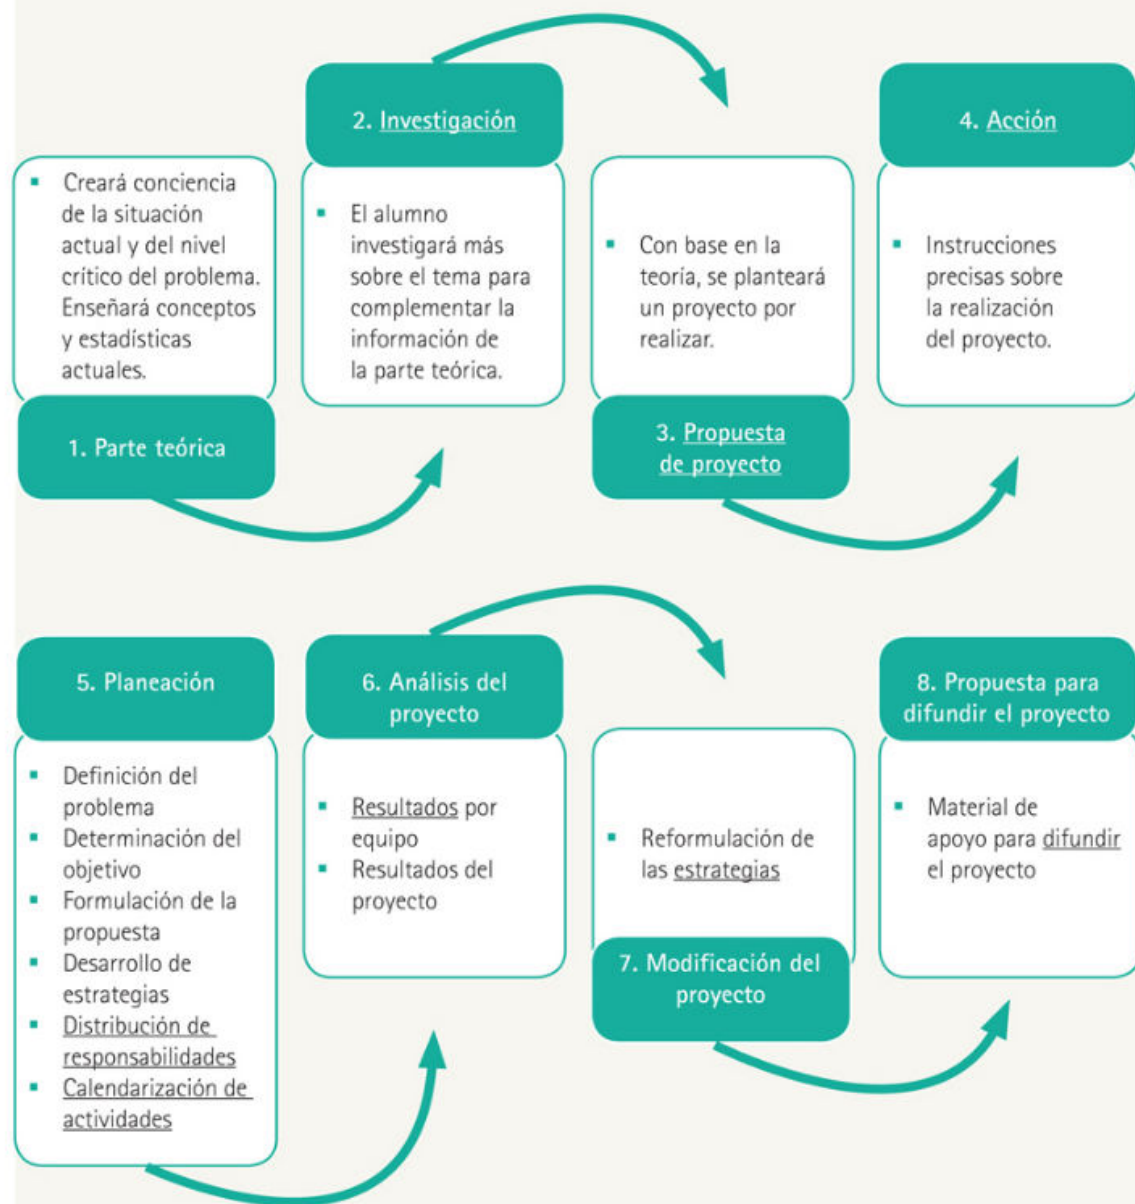 1. Parte teórica
▪ Creará conciencia
de la situación
actual y del nivel
crítico del problema.
Enseñará conceptos
y estadísticas
actuales.
2. Investigación
▪ El alumno
investigará más
sobre el tema para
complementar la
información de
la parte teórica.
3. Propuesta
de proyecto
▪ Con base en la
teoría, se planteará
un proyecto por
realizar.
4. Acción
▪ Instrucciones
precisas sobre
la realización
del proyecto.
5. Planeación
▪ Definición del
problema
▪ Determinación del
objetivo
▪ Formulación de la
propuesta
▪ Desarrollo de
estrategias
▪ Distribución de
responsabilidades
▪ Calendarización de
actividades
6. Análisis del
proyecto
▪ Resultados por
equipo
▪ Resultados del
proyecto
7. Modificación del
proyecto
▪ Reformulación de
las estrategias
8. Propuesta para
difundir el proyecto
▪ Material de
apoyo para difundir
el proyecto